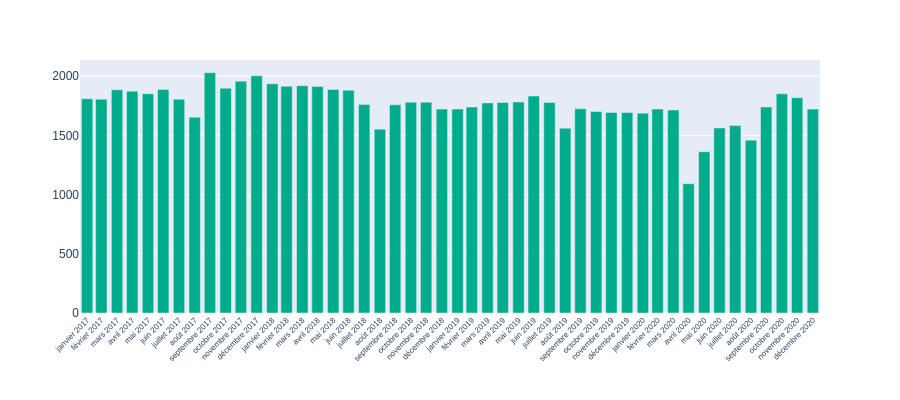 2000
1500
1000
500
0
janvier 2017
février 2017
mars 2017
avril 2017
mai 2017
juin 2017
juillet 2017
août 2017
septembre 2017
octobre 2017
novembre 2017
décembre 2017
janvier 2018
février 2018
mars 2018
avril 2018
mai 2018
juin 2018
juillet 2018
août 2018
septembre 2018
octobre 2018
novembre 2018
décembre 2018
janvier 2019
février 2019
mars 2019
avril 2019
mai 2019
juin 2019
juillet 2019
août 2019
septembre 2019
octobre 2019
novembre 2019
décembre 2019
janvier 2020
février 2020
mars 2020
avril 2020
mai 2020
juin 2020
juillet 2020
août 2020
septembre 2020
octobre 2020
novembre 2020
décembre 2020